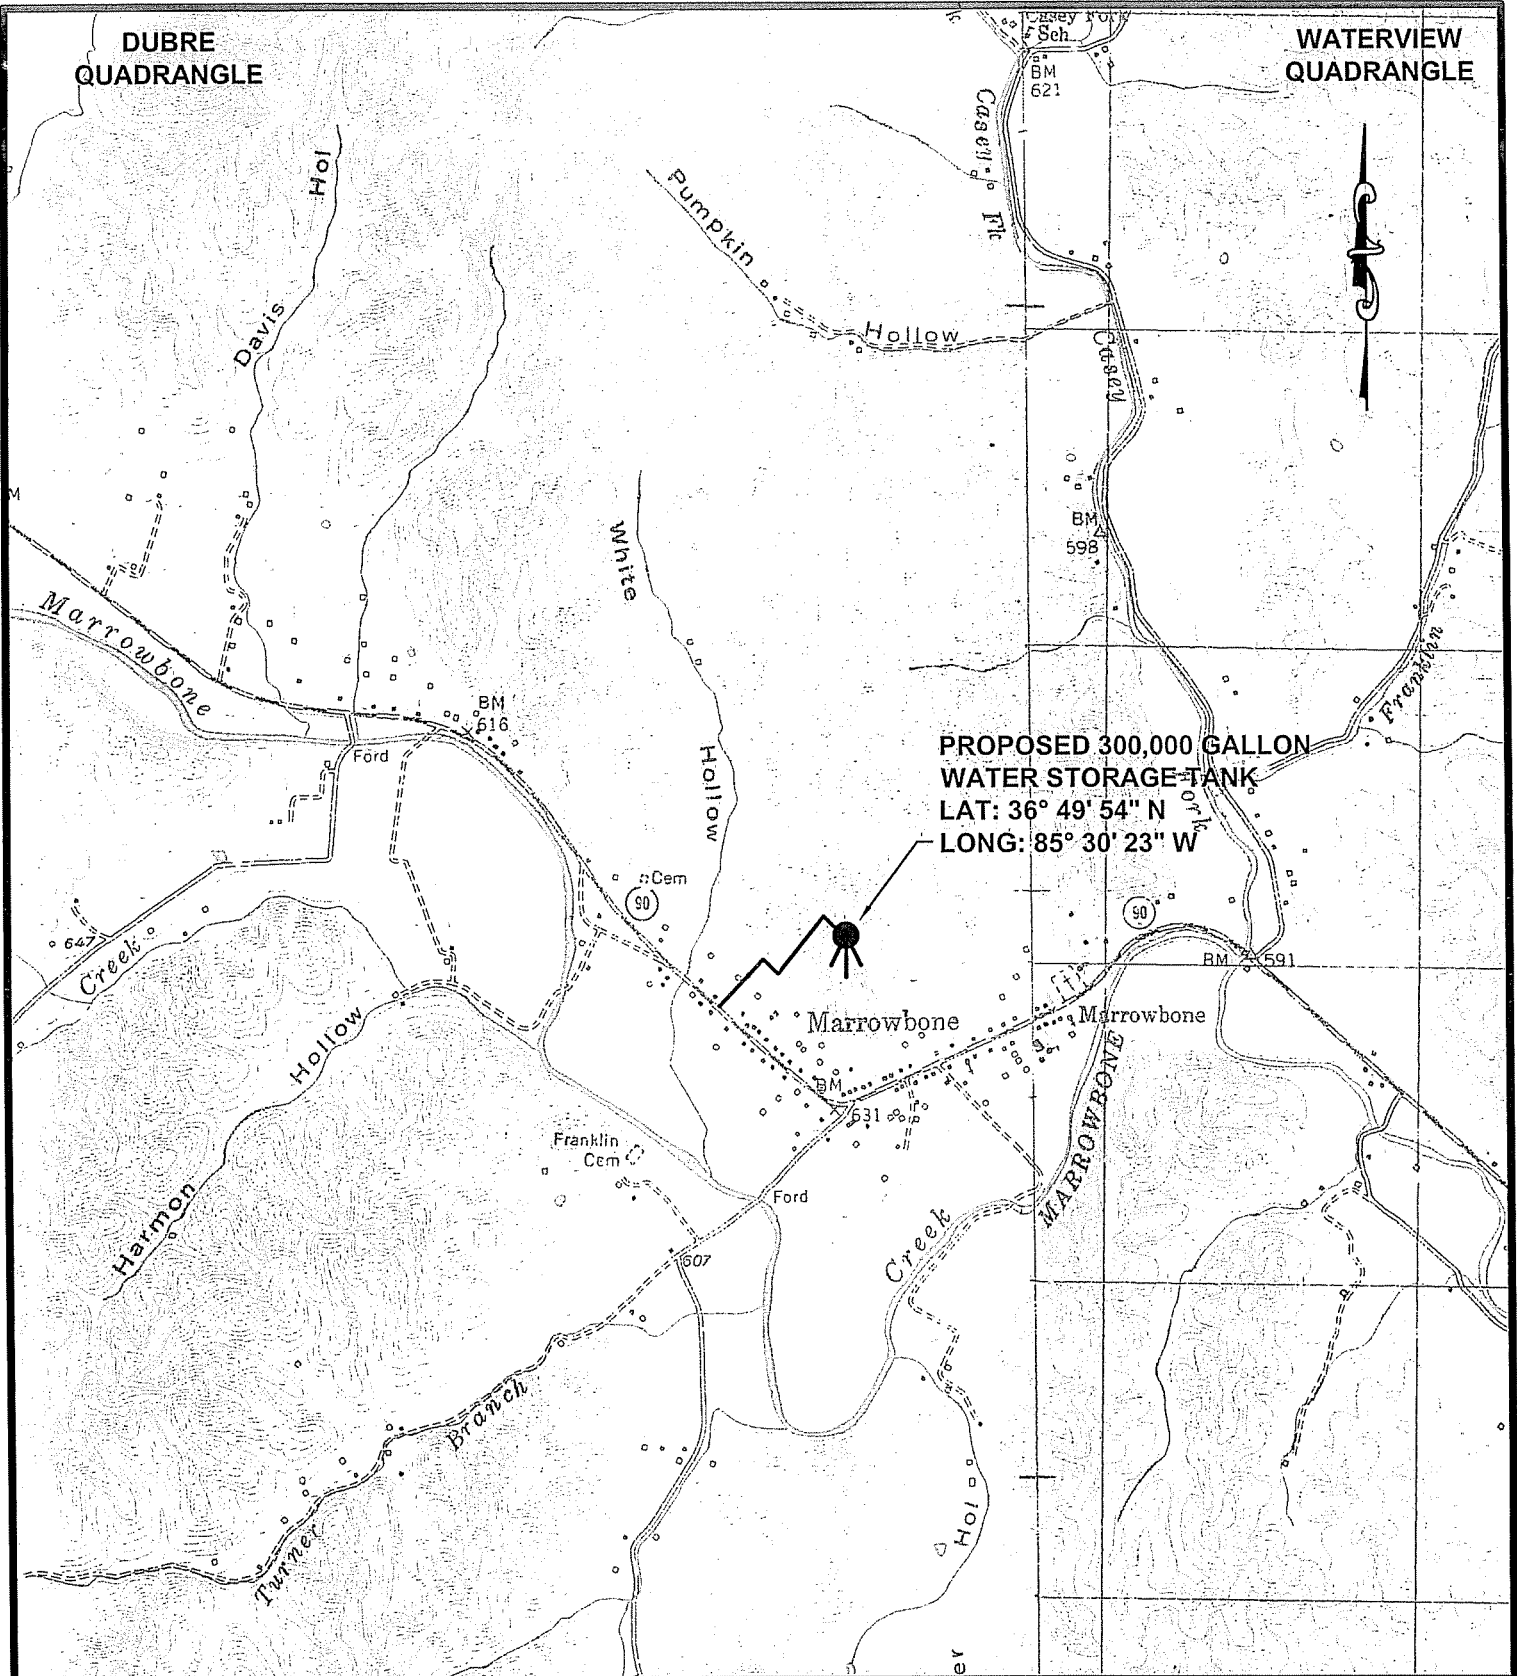 DUBRE
QUADRANGLE
Casey Fork
Sch
WATERVIEW
QUADRANGLE
BM
621
Casey
Flt
Hol
Davis
Pumpkin
Hollow
Casey
M
BM
598
White
Hollow
Marrowbone
BM
616
Ford
Franklin
PROPOSED 300,000 GALLON
WATER STORAGE TANK
LAT: 36° 49' 54" N
LONG: 85° 30' 23" W
Fork
Cem
90
90
647
Creek
BM
591
Marrowbone
Marrowbone
Hollow
Harmon
BM
631
MARROWBONE
Franklin
Cem
Ford
Creek
607
Branch
Turner
Hol
er